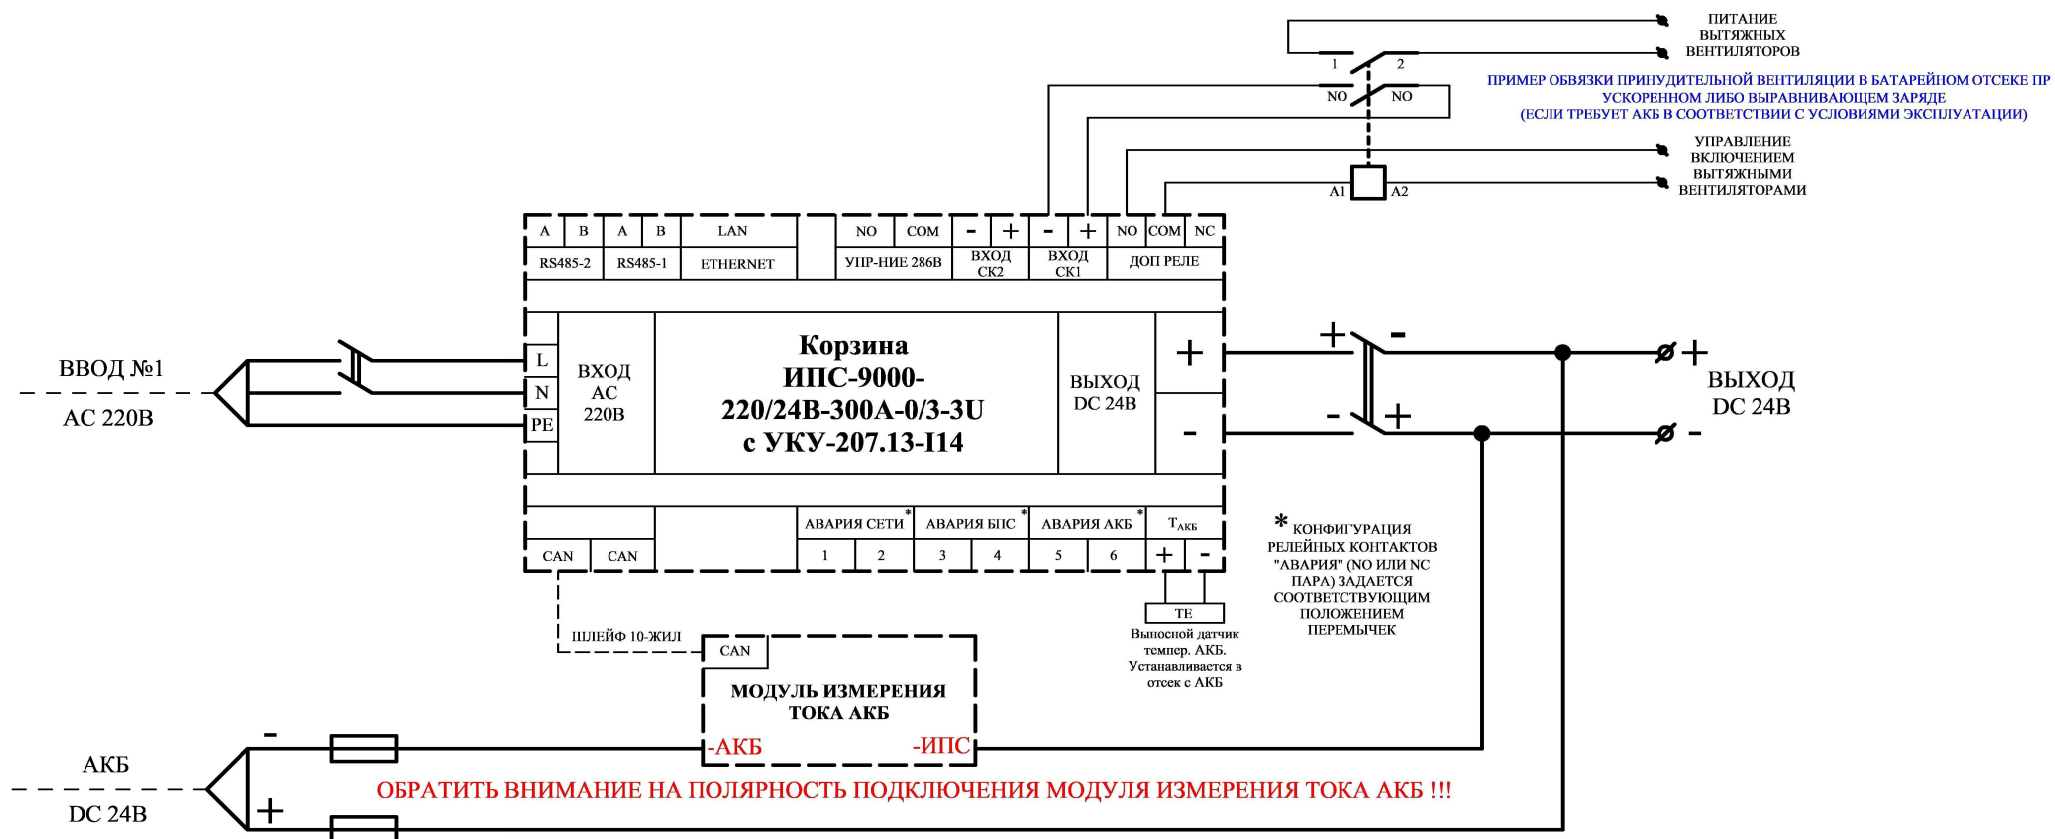 ПИТАНИЕ
ВЫТЯЖНЫХ
ВЕНТИЛЯТОРОВ
1
2
NO
NO
ПРИМЕР ОБВЯЗКИ ПРИНУДИТЕЛЬНОЙ ВЕНТИЛЯЦИИ В БАТАРЕЙНОМ ОТСЕКЕ ПР
УСКОРЕННОМ ЛИБО ВЫРАВНИВАЮЩЕМ ЗАРЯДЕ
(ЕСЛИ ТРЕБУЕТ АКБ В СООТВЕТСТВИИ С УСЛОВИЯМИ ЭКСПЛУАТАЦИИ)
УПРАВЛЕНИЕ
ВКЛЮЧЕНИЕМ
ВЫТЯЖНЫМИ
ВЕНТИЛЯТОРАМИ
A1
A2
A B A B LAN NO COM - + - + NO COM NC
RS485-2 RS485-1 ETHERNET УПР-НИЕ 286В ВХОД СК2 ВХОД СК1 ДОП РЕЛЕ
ВВОД №1
АС 220В
L
N
PE
ВХОД
АС
220В
Корзина
ИПС-9000-
220/24В-300А-0/3-3U
с УКУ-207.13-I14
ВЫХОД
DC 24В
+
-
+ -
- +
+
-
ВЫХОД
DC 24В
АВАРИЯ СЕТИ* АВАРИЯ БПС* АВАРИЯ АКБ* ТАКБ
CAN CAN 1 2 3 4 5 6 + -
* КОНФИГУРАЦИЯ
РЕЛЕЙНЫХ КОНТАКТОВ
"АВАРИЯ" (NO ИЛИ NC
ПАРА) ЗАДАЕТСЯ
СООТВЕТСТВУЮЩИМ
ПОЛОЖЕНИЕМ
ПЕРЕМЫЧЕК
ТЕ
Выносной датчик
темпер. АКБ.
Устанавливается в
отсек с АКБ
ШЛЕЙФ 10-ЖИЛ
CAN
МОДУЛЬ ИЗМЕРЕНИЯ
ТОКА АКБ
-АКБ
-ИПС
АКБ
DC 24В
-
+
ОБРАТИТЬ ВНИМАНИЕ НА ПОЛЯРНОСТЬ ПОДКЛЮЧЕНИЯ МОДУЛЯ ИЗМЕРЕНИЯ ТОКА АКБ !!!